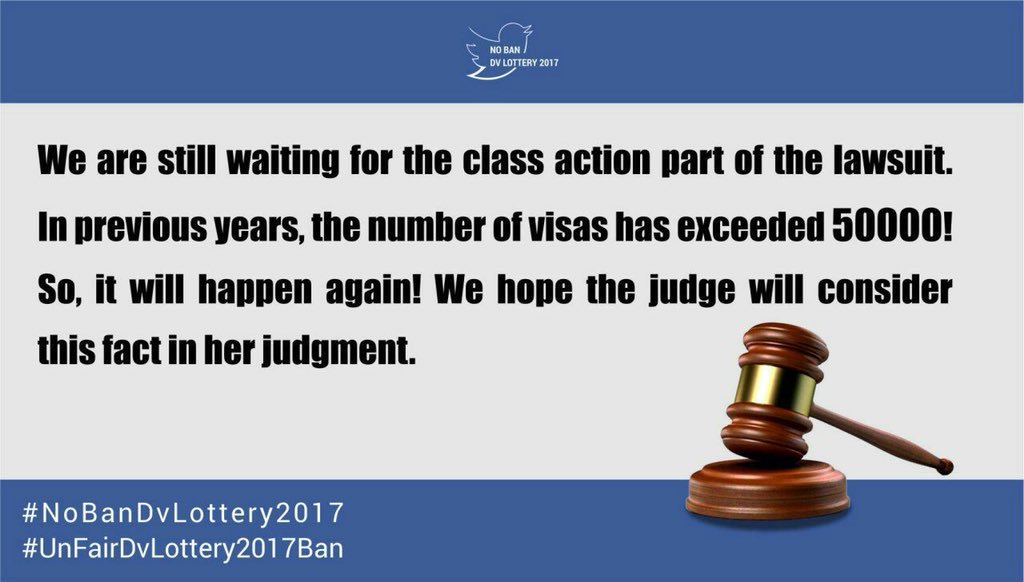 NO BAN
DV LOTTERY 2017
We are still waiting for the class action part of the lawsuit.
In previous years, the number of visas has exceeded 50000!
So, it will happen again! We hope the judge will consider
this fact in her judgment.
#NoBanDvLottery2017
#UnFairDvLottery2017Ban